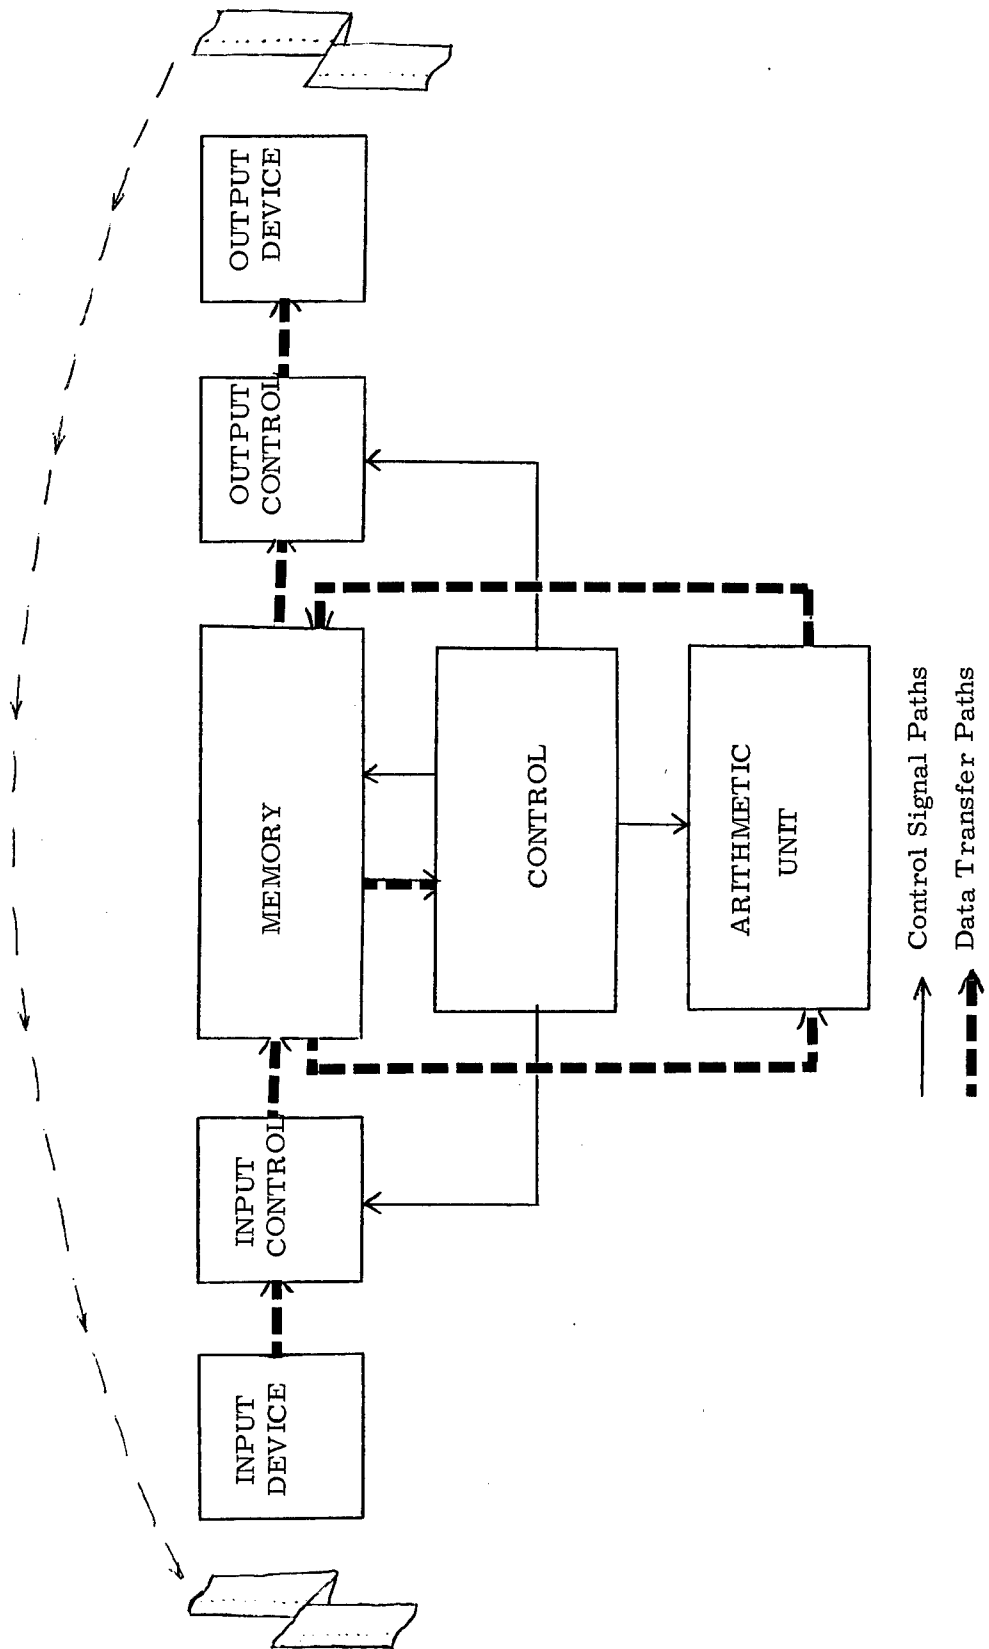 INPUT
DEVICE
INPUT
CONTROL
MEMORY
OUTPUT
CONTROL
OUTPUT
DEVICE
CONTROL
ARITHMETIC
UNIT
Control Signal Paths
Data Transfer Paths